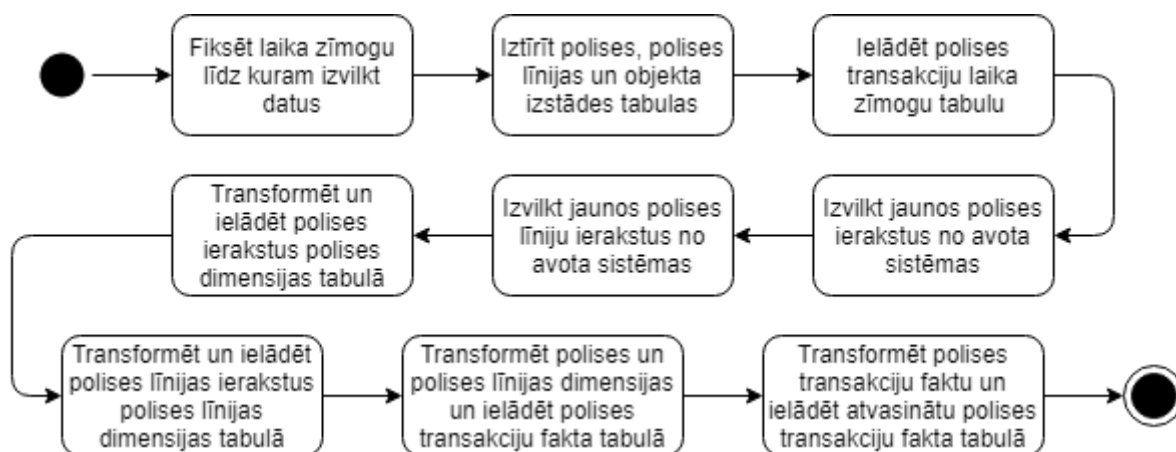 Fiksēt laika zīmogu
līdz kuram izvilkt
datus
Iztīrīt polises, polises
līnijas un objekta
izstādes tabulas
Ielādēt polises
transakciju laika
zīmogu tabulu
Izvilkt jaunos polises
ierakstus no avota
sistēmas
Izvilkt jaunos polises
līniju ierakstus no
avota sistēmas
Transformēt un
ielādēt polises
ierakstus polises
dimensijas tabulā
Transformēt un ielādēt
polises līnijas ierakstus
polises līnijas
dimensijas tabulā
Transformēt polises un
polises līnijas dimensijas
un ielādēt polises
transakciju fakta tabulā
Transformēt polises
transakciju faktu un
ielādēt atvasinātu polises
transakciju fakta tabulā